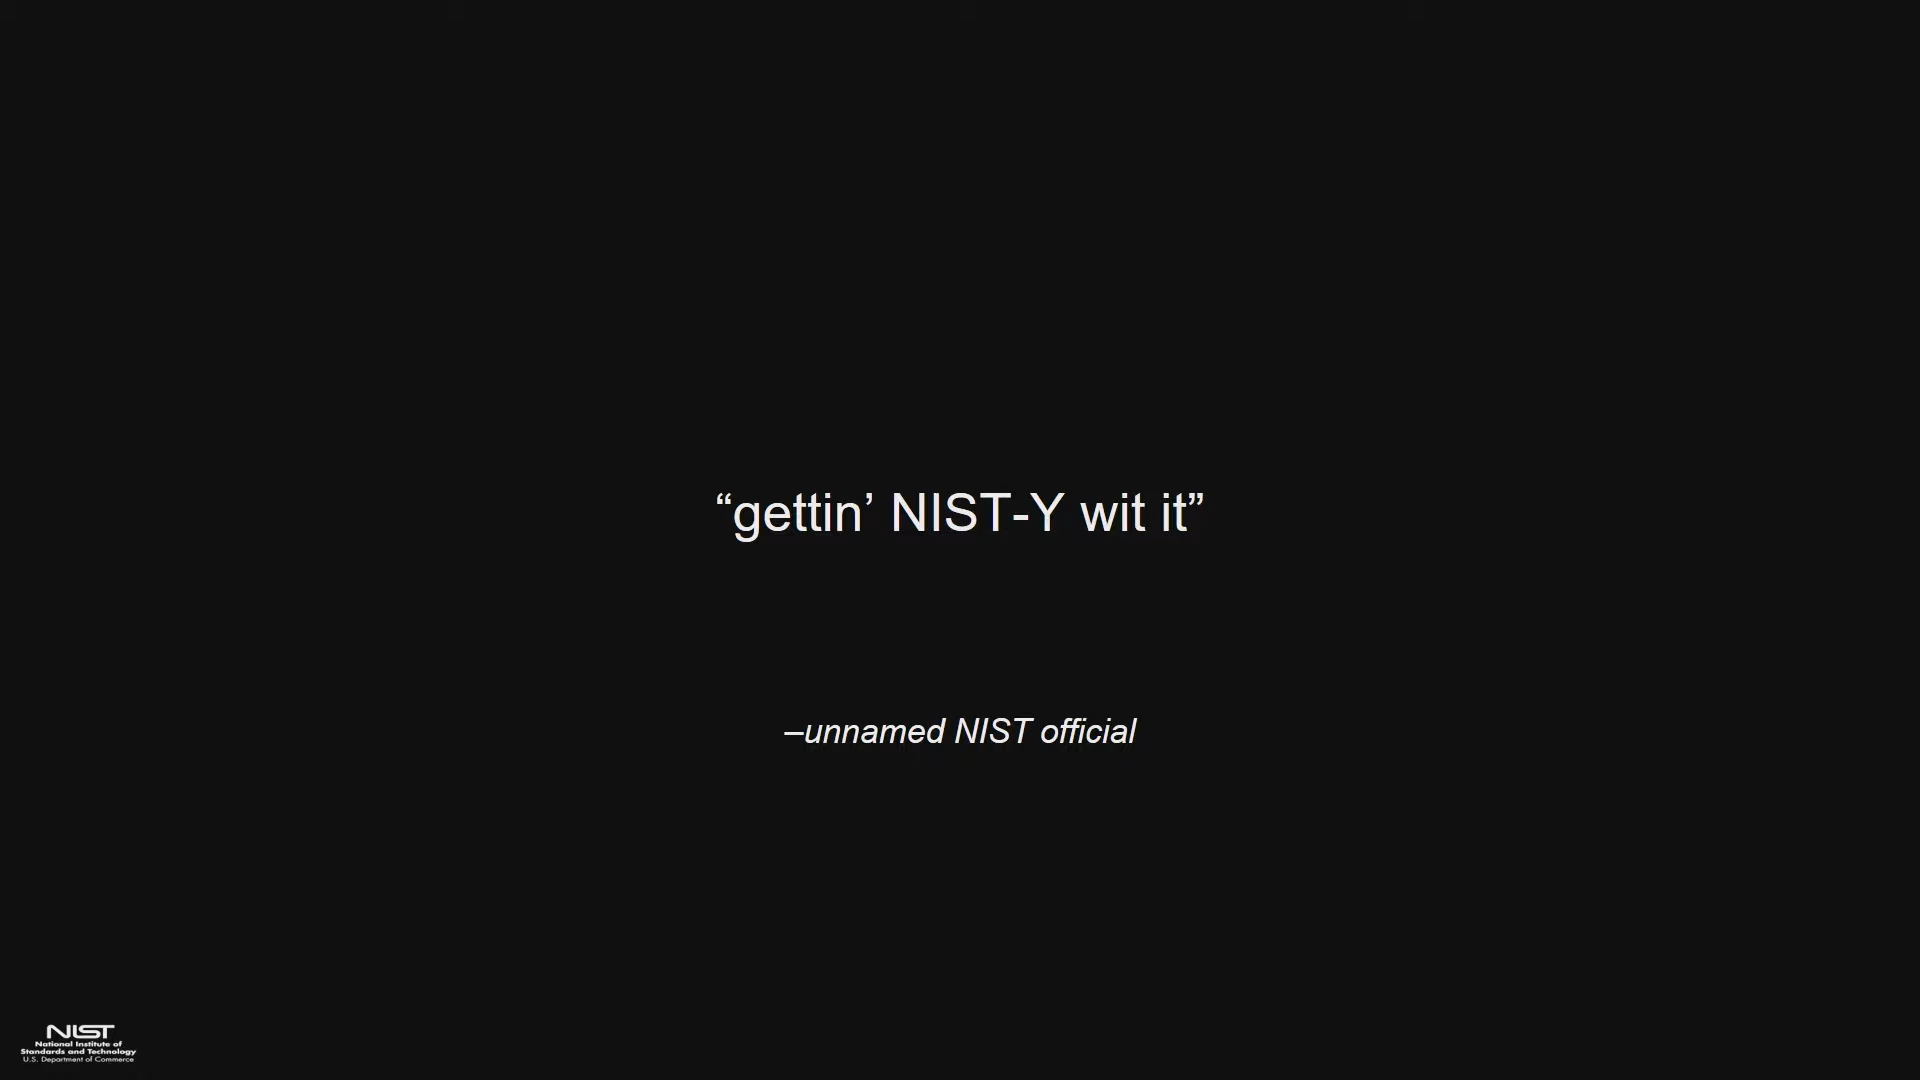 “gettin’ NIST-Y wit it”
–unnamed NIST official
NIST
National Institute of
Standards and Technology
U.S. Department of Commerce